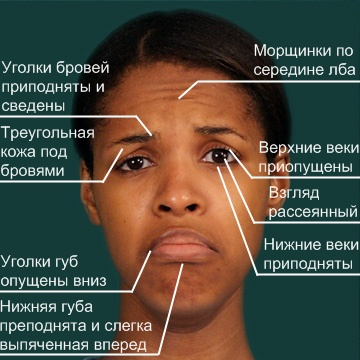 Уголки бровей
приподняты и
сведены
Треугольная
кожа под
бровями
Уголки губ
опущены вниз
Нижняя губа
преподнята и слегка
выпяченная вперед
Морщинки по
середине лба
Верхние веки
приопущены
Взгляд
рассеянный
Нижние веки
приподняты